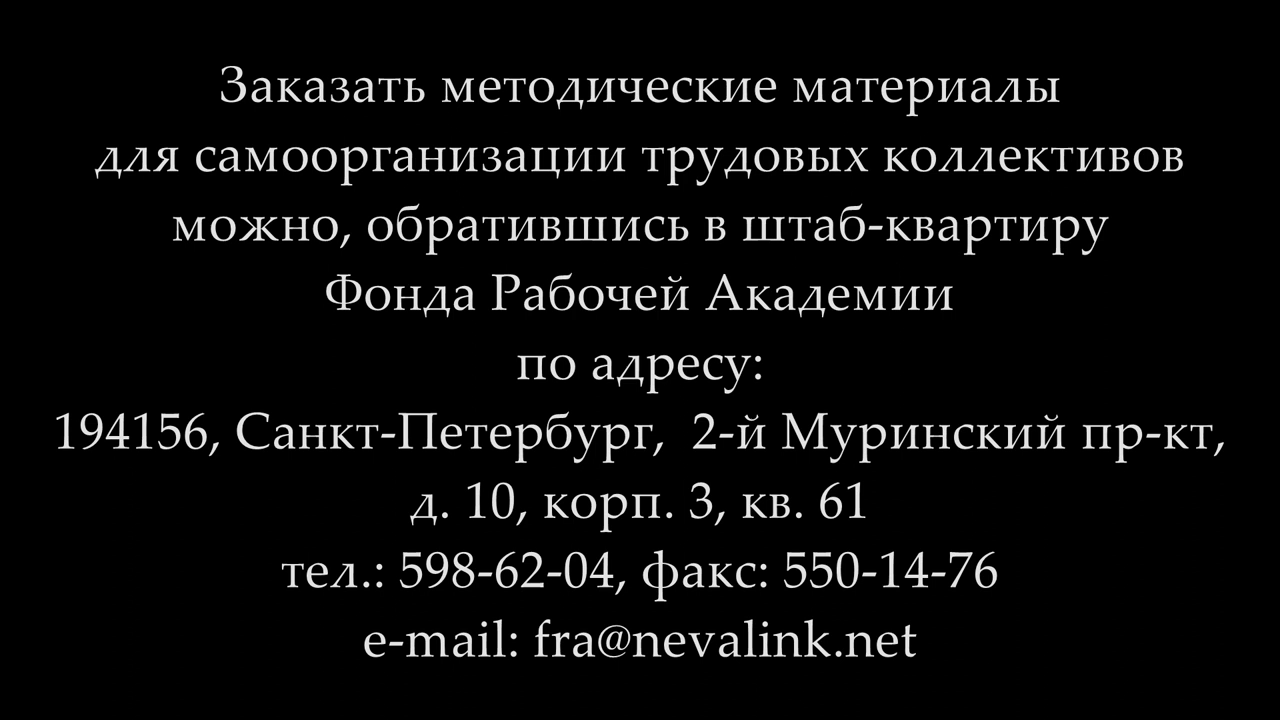 Заказать методические материалы
для самоорганизации трудовых коллективов
можно, обратившись в штаб-квартиру
Фонда Рабочей Академии
по адресу:
194156, Санкт-Петербург,  2-й Муринский пр-кт,
д. 10, корп. 3, кв. 61
тел.: 598-62-04, факс: 550-14-76
e-mail: fra@nevalink.net